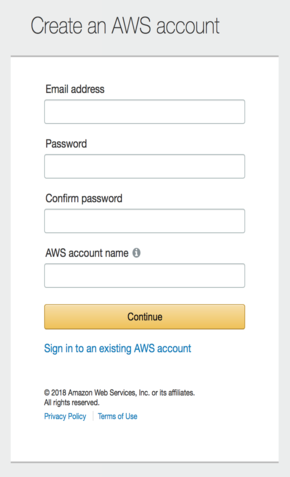 Create an AWS account
Email address
Password
Confirm password
AWS account name
Continue
Sign in to an existing AWS account
© 2018 Amazon Web Services, Inc. or its affiliates.
All rights reserved.
Privacy Policy | Terms of Use